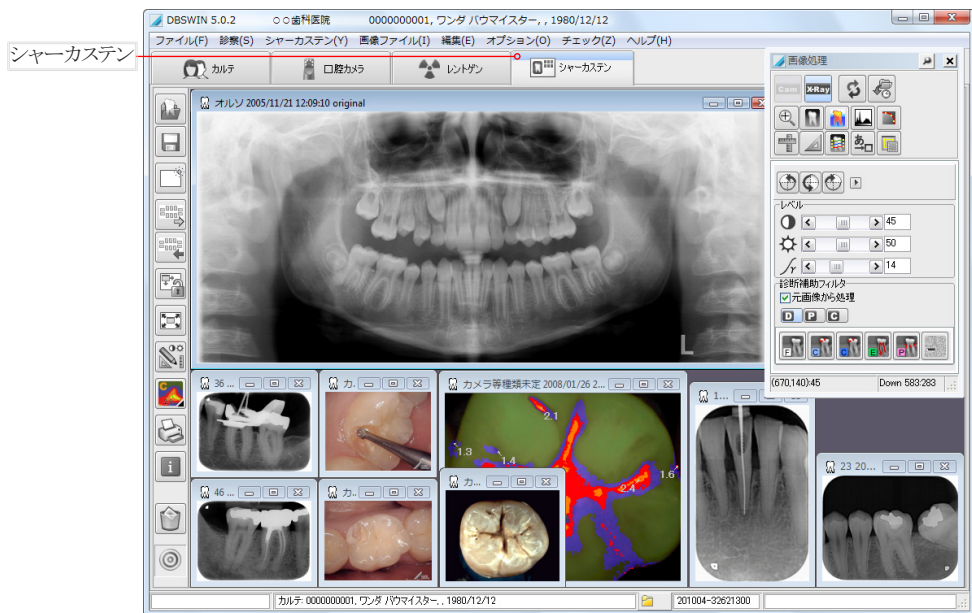 シャーカステン
DBSWIN 5.0.2 ○○歯科医院 0000000001, ワンダ バウマイスター, , 1980/12/12
ファイル(F) 診察(S) シャーカステン(Y) 画像ファイル(I) 編集(E) オプション(O) チェック(Z) ヘルプ(H)
カルテ 口腔カメラ レントゲン シャーカステン
画像処理
Cam X-Ray
オルソ 2005/11/21 12:09:10 original
あ
レベル
45
50
14
診断補助フィルタ
元画像から処理
D P C
F C C E P
(670,140):45 Down 583:283
L
36 ... カ.. カメラ等種類未定 2008/01/26 2... 1...
2.1
1.3
1.4
1.6
2.4
46 ... カ... カ... 23 20...
i
カルテ: 0000000001, ワンダ バウマイスター, , 1980/12/12 201004-32621300